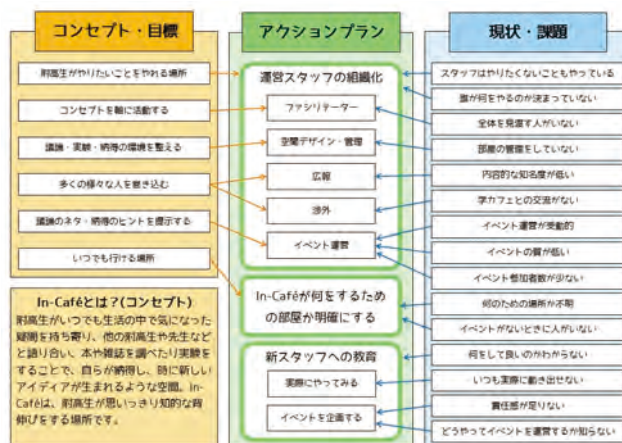 コンセプト・目標
附高生がやりたいことをやれる場所
コンセプトを軸に活動する
議論・実験・納得の環境を整える
多くの様々な人を巻き込む
議論のネタ・納得のヒントを提示する
いつでも行ける場所
In-Caféとは?(コンセプト)
附高生がいつでも生活の中で気になった
疑問を持ち寄り、他の附高生や先生など
と語り合い、本や雑誌を調べたり実験を
することで、自らが納得し、時に新しい
アイディアが生まれるような空間。In-
Caféは、附高生が思いっきり知的な背
伸びをする場所です。
アクションプラン
運営スタッフの組織化
ファシリテーター
空間デザイン・管理
広報
渉外
イベント運営
In-Caféが何をするため
の部屋か明確にする
新スタッフへの教育
実際にやってみる
イベントを企画する
現状・課題
スタッフはやりたくないこともやっている
誰が何をやるのか決まっていない
全体を見渡す人がいない
部屋の管理をしていない
内容的な知名度が低い
学カフェとの交流がない
イベント運営が受動的
イベントの質が低い
イベント参加者数が少ない
何のための場所か不明
イベントがないときに人がいない
何をして良いのかわからない
いつも実際に動き出せない
責任感が足りない
どうやってイベントを運営するか知らない